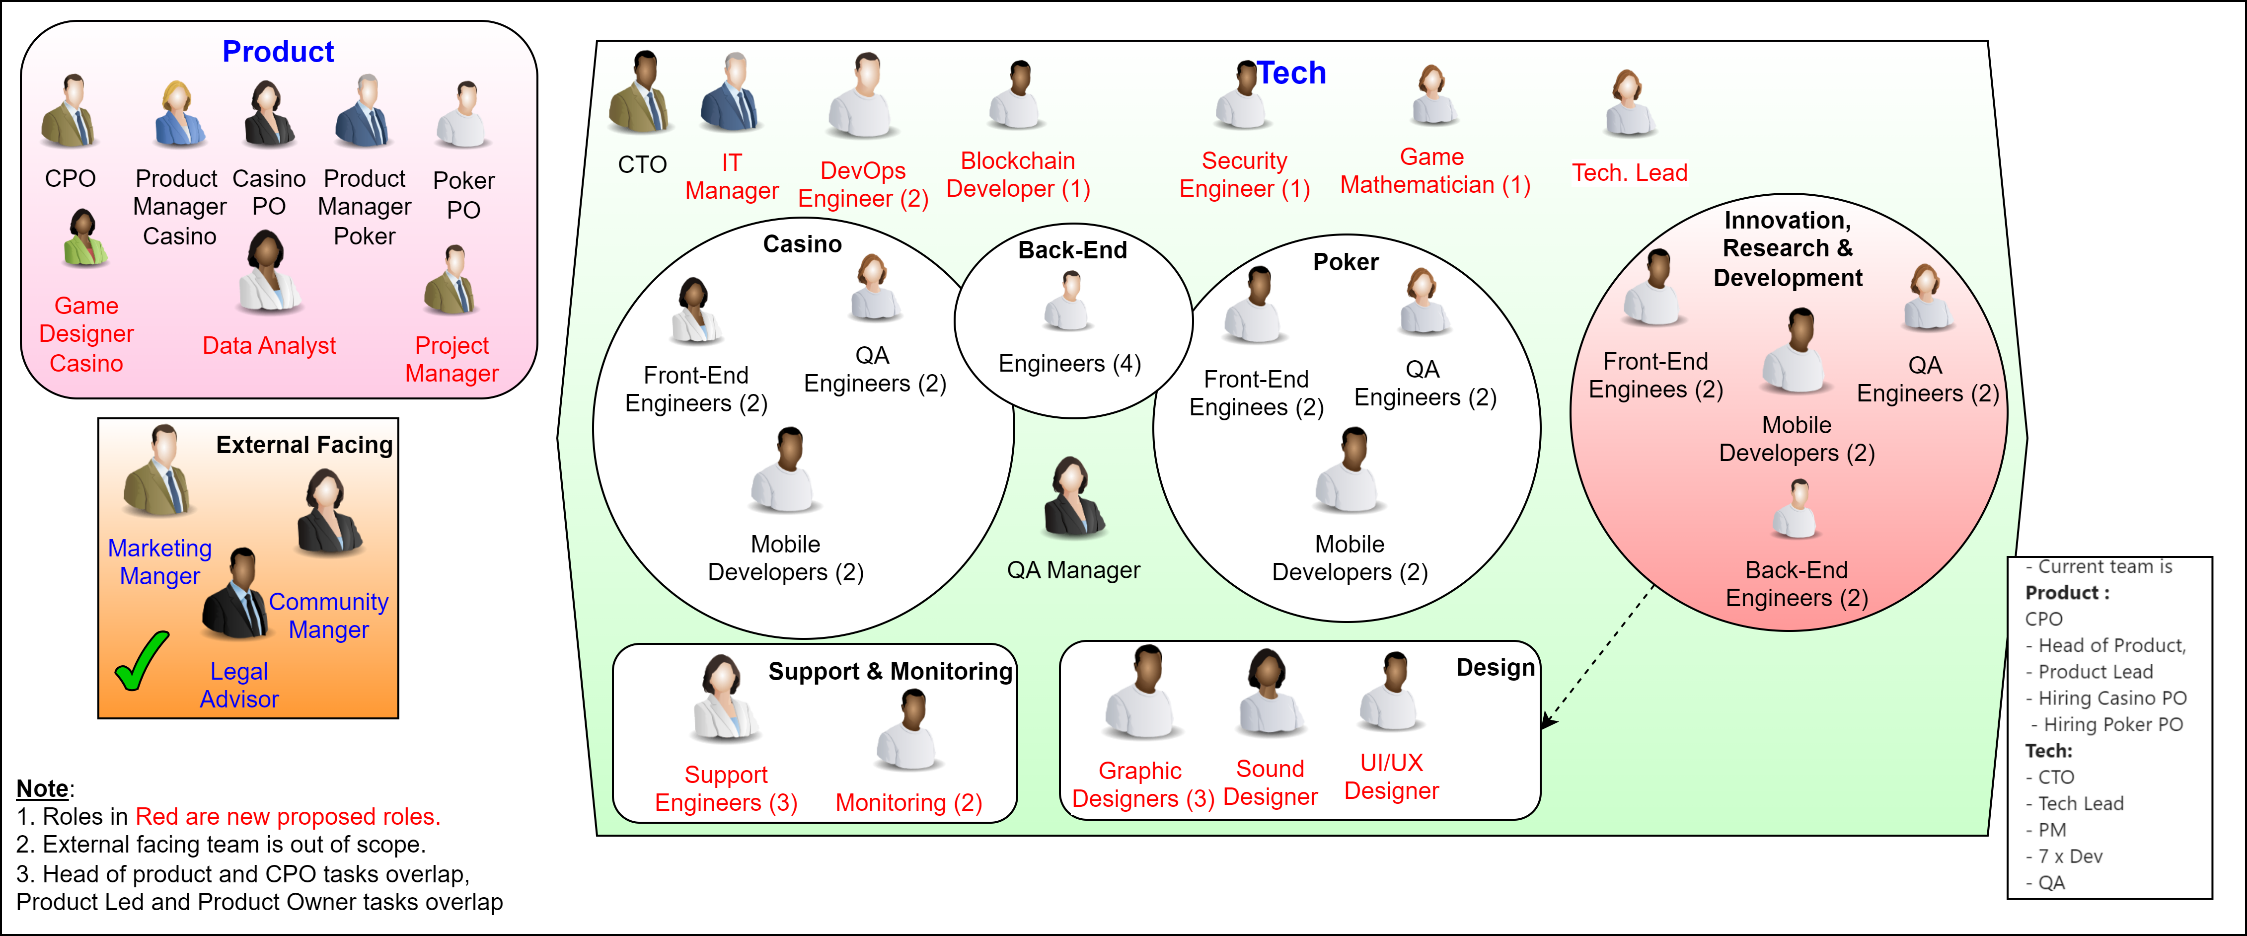 Product
CPO
Product
Manager
Casino
Casino
PO
Product
Manager
Poker
Poker
PO
Game
Designer
Casino
Data Analyst
Project
Manager
External Facing
Marketing
Manger
Community
Manger
Legal
Advisor
Note:
1. Roles in Red are new proposed roles.
2. External facing team is out of scope.
3. Head of product and CPO tasks overlap,
Product Led and Product Owner tasks overlap
Tech
CTO
IT
Manager
DevOps
Engineer (2)
Blockchain
Developer (1)
Security
Engineer (1)
Game
Mathematician (1)
Tech. Lead
Casino
Front-End
Engineers (2)
QA
Engineers (2)
Mobile
Developers (2)
Back-End
Engineers (4)
QA Manager
Poker
Front-End
Enginees (2)
QA
Engineers (2)
Mobile
Developers (2)
Innovation,
Research &
Development
Front-End
Enginees (2)
QA
Engineers (2)
Mobile
Developers (2)
Back-End
Engineers (2)
Support & Monitoring
Support
Engineers (3)
Monitoring (2)
Design
Graphic
Designers (3)
Sound
Designer
UI/UX
Designer
- Current team is
Product :
CPO
- Head of Product,
- Product Lead
- Hiring Casino PO
- Hiring Poker PO
Tech:
- CTO
- Tech Lead
- PM
- 7 x Dev
- QA